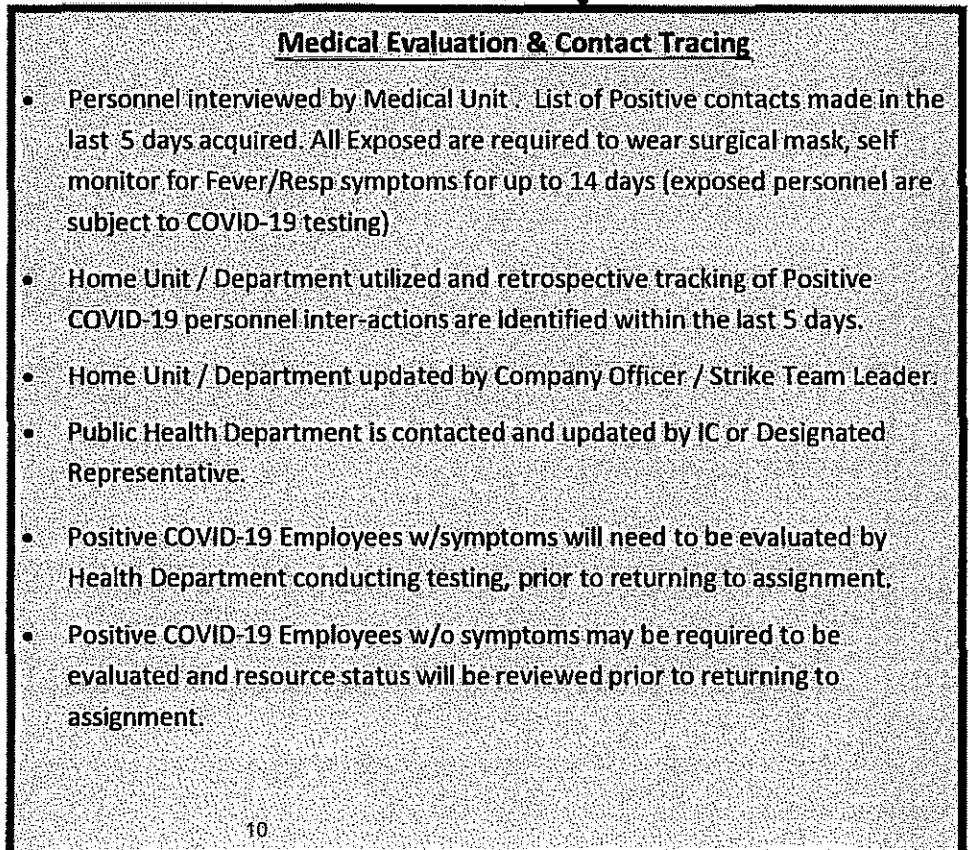 Medical Evaluation & Contact Tracing
• Personnel interviewed by Medical Unit . List of Positive contacts made in the
last 5 days acquired. All Exposed are required to wear surgical mask, self
monitor for Fever/Resp symptoms for up to 14 days (exposed personnel are
subject to COVID-19 testing)
• Home Unit / Department utilized and retrospective tracking of Positive
COVID-19 personnel inter-actions are identified within the last 5 days.
• Home Unit / Department updated by Company Officer / Strike Team Leader.
• Public Health Department is contacted and updated by IC or Designated
Representative.
• Positive COVID-19 Employees w/symptoms will need to be evaluated by
Health Department conducting testing, prior to returning to assignment.
• Positive COVID-19 Employees w/o symptoms may be required to be
evaluated and resource status will be reviewed prior to returning to
assignment.
10